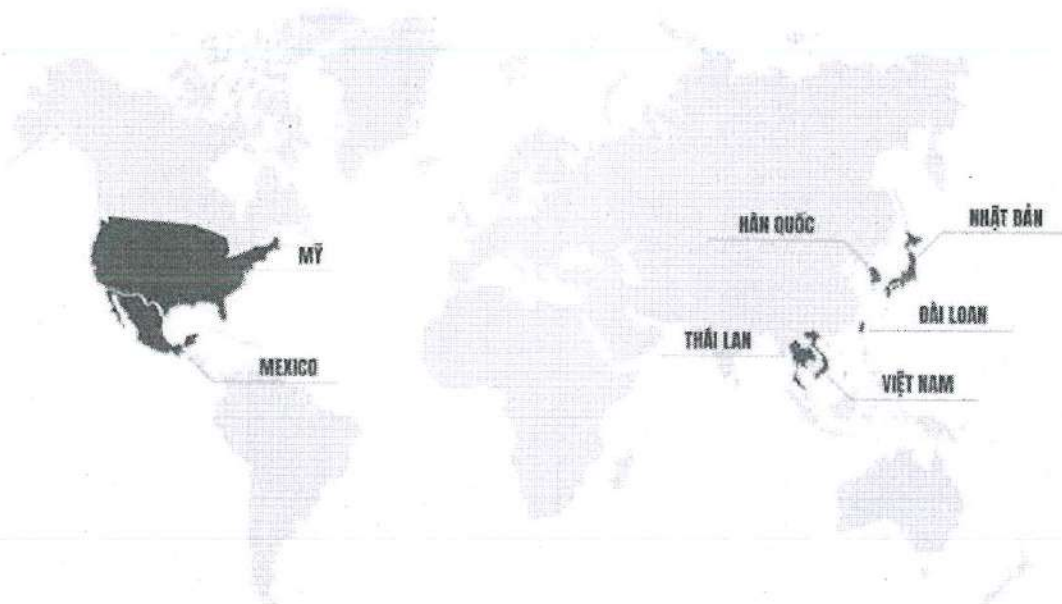 HÀN QUỐC
NHẬT BẢN
MỸ
ĐÀI LOAN
THÁI LAN
MEXICO
VIỆT NAM